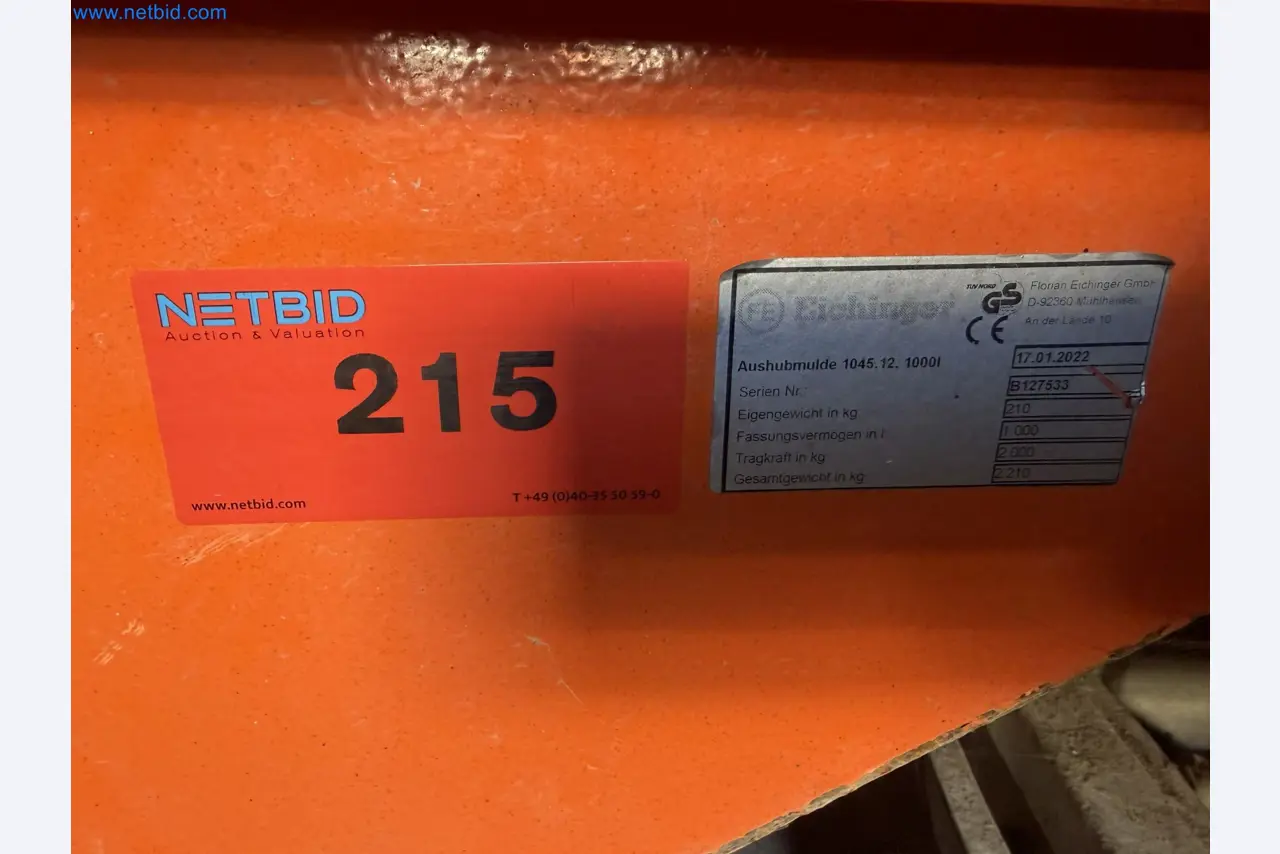 www.netbid.com
NETBID
Auction & Valuation
215
www.netbid.com
T +49 (0)40-35 50 59-0
FE Eichinger
TÜV NORD
GS
CE
Florian Eichinger GmbH
D-92360 Mühlhausen
An der Lände 10
Aushubmulde 1045.12. 1000l 17.01.2022
Serien Nr.: B127533
Eigengewicht in kg 210
Fassungsvermögen in l 1 000
Tragkraft in kg 2 000
Gesamtgewicht in kg 2 210